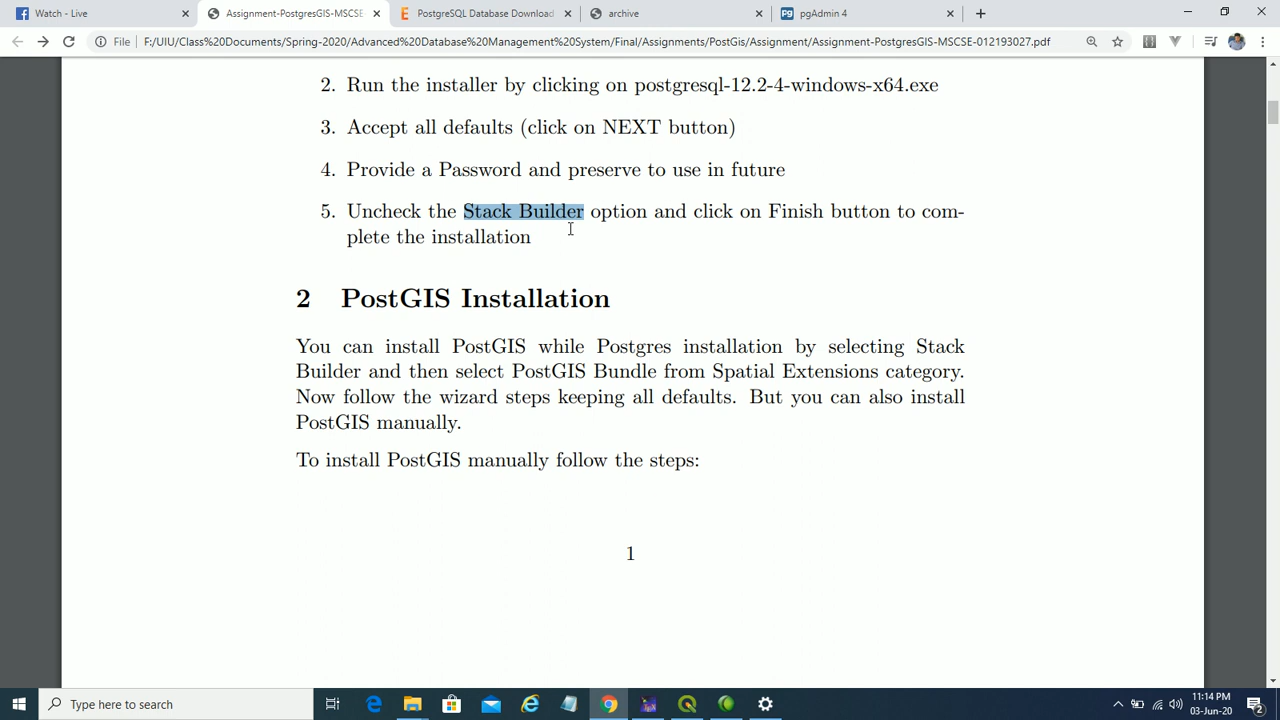 Watch - Live
Assignment-PostgresGIS-MSCSE
PostgreSQL Database Download
archive
pgAdmin 4
File
F:/UIU/Class%20Documents/Spring-2020/Advanced%20Database%20Management%20System/Final/Assignments/PostGis/Assignment/Assignment-PostgresGIS-MSCSE-012193027.pdf
2. Run the installer by clicking on postgresql-12.2-4-windows-x64.exe
3. Accept all defaults (click on NEXT button)
4. Provide a Password and preserve to use in future
5. Uncheck the Stack Builder option and click on Finish button to com-
plete the installation
2 PostGIS Installation
You can install PostGIS while Postgres installation by selecting Stack
Builder and then select PostGIS Bundle from Spatial Extensions category.
Now follow the wizard steps keeping all defaults. But you can also install
PostGIS manually.
To install PostGIS manually follow the steps:
1
Type here to search
11:14 PM
03-Jun-20
2